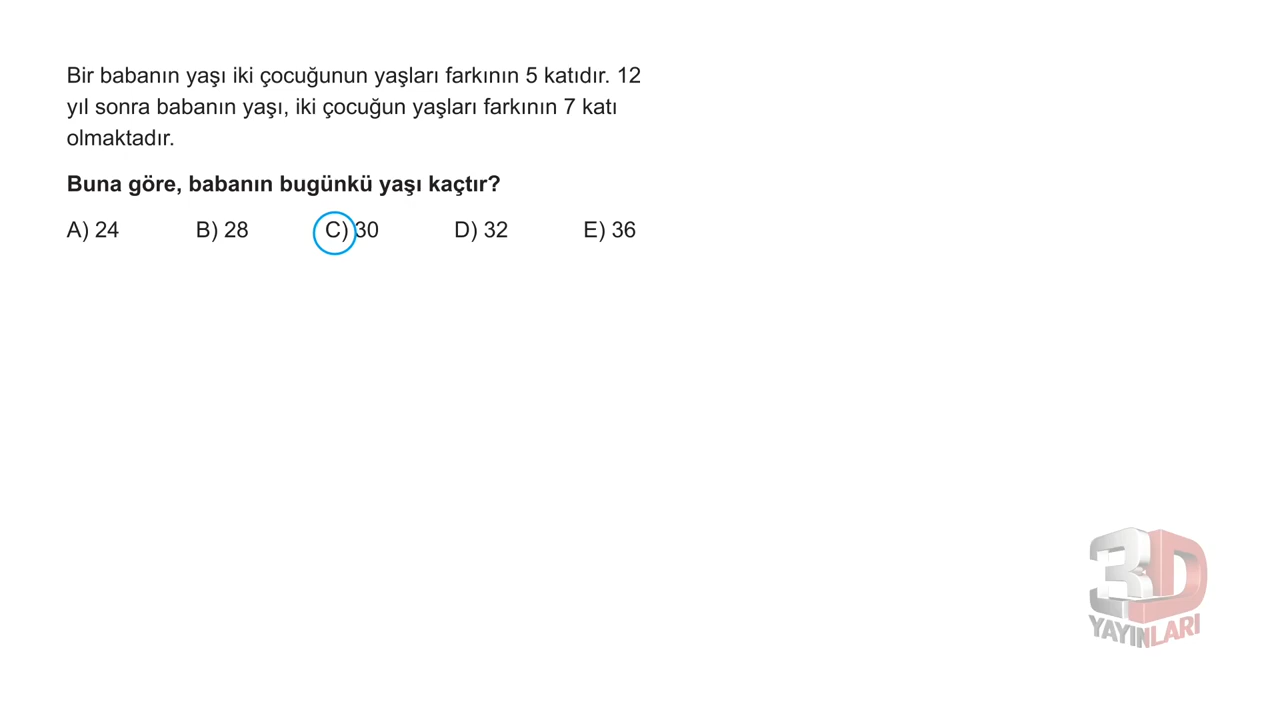 Bir babanın yaşı iki çocuğunun yaşları farkının 5 katıdır. 12
yıl sonra babanın yaşı, iki çocuğun yaşları farkının 7 katı
olmaktadır.
Buna göre, babanın bugünkü yaşı kaçtır?
A) 24 B) 28 C) 30 D) 32 E) 36
3D
YAYINLARI